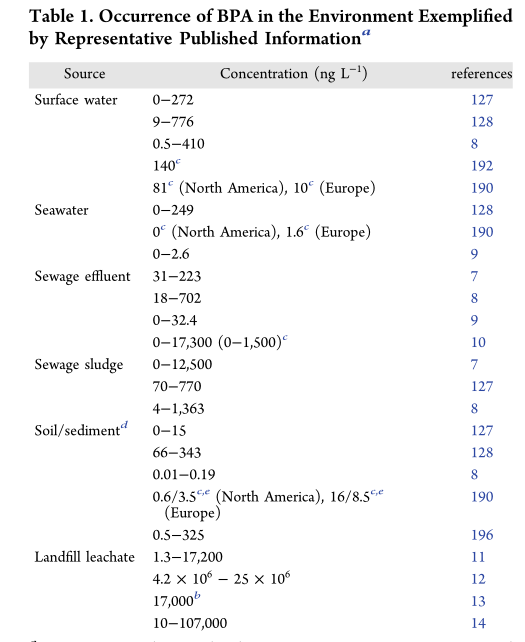 Table 1. Occurrence of BPA in the Environment Exemplified
by Representative Published Information^a
Source Concentration (ng L⁻¹) references
Surface water 0−272 127
9−776 128
0.5−410 8
140^c 192
81^c (North America), 10^c (Europe) 190
Seawater 0−249 128
0^c (North America), 1.6^c (Europe) 190
0−2.6 9
Sewage effluent 31−223 7
18−702 8
0−32.4 9
0−17,300 (0−1,500)^c 10
Sewage sludge 0−12,500 7
70−770 127
4−1,363 8
Soil/sediment^d 0−15 127
66−343 128
0.01−0.19 8
0.6/3.5^c,e (North America), 16/8.5^c,e 190
(Europe)
0.5−325 196
Landfill leachate 1.3−17,200 11
4.2 × 10⁶ − 25 × 10⁶ 12
17,000^b 13
10−107,000 14